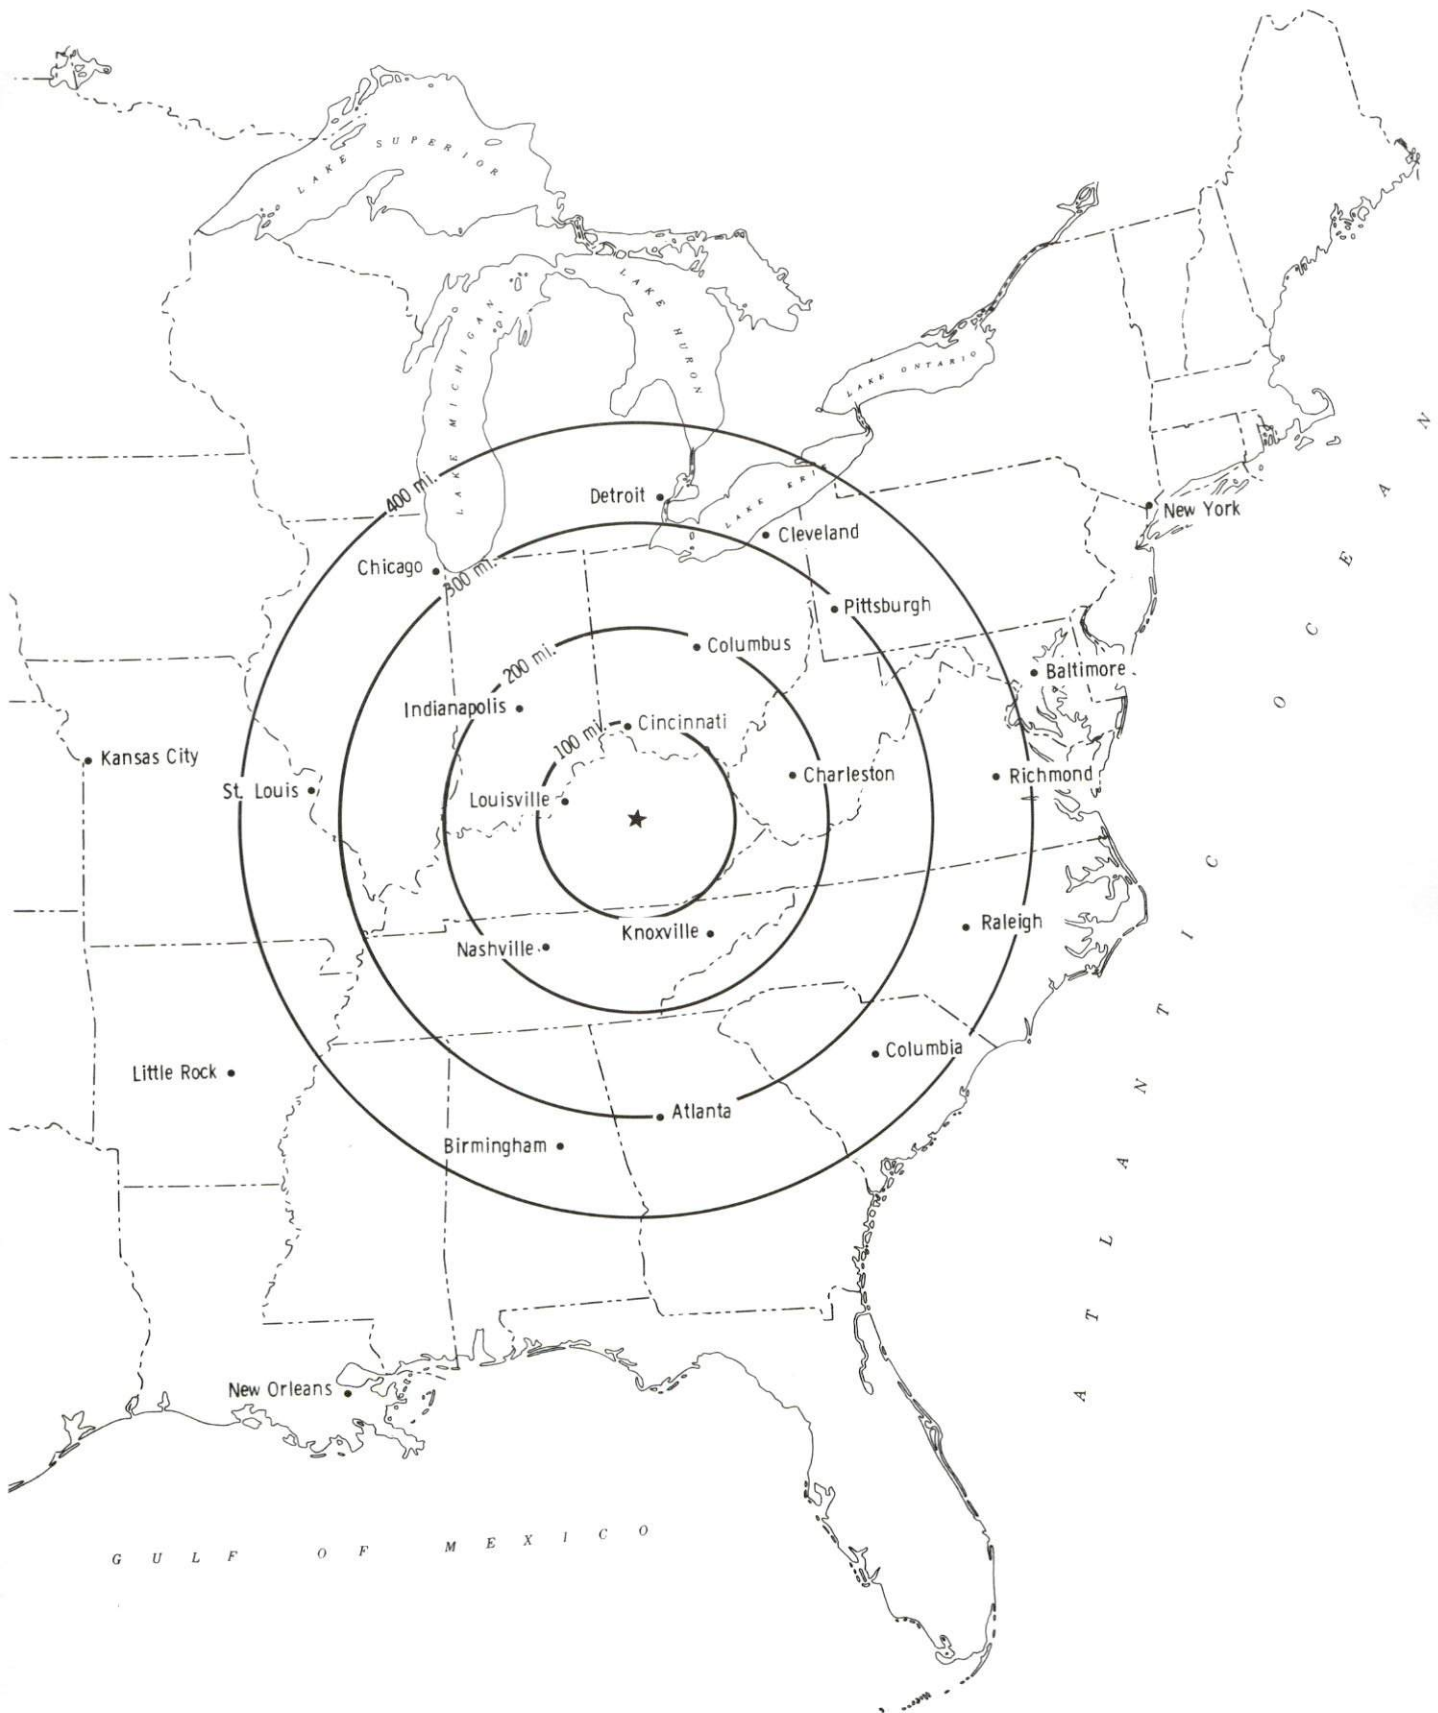 LAKE SUPERIOR
LAKE HURON
LAKE MICHIGAN
LAKE ONTARIO
400 mi.
Detroit
LAKE ERI
New York
Cleveland
Chicago
300 mi.
Pittsburgh
200 mi.
Columbus
Baltimore
Indianapolis
100 mi.
Cincinnati
Kansas City
Charleston
Richmond
St. Louis
Louisville
Raleigh
Knoxville
Nashville
Columbia
Little Rock
Atlanta
Birmingham
New Orleans
ATLANTIC OCEAN
GULF OF MEXICO